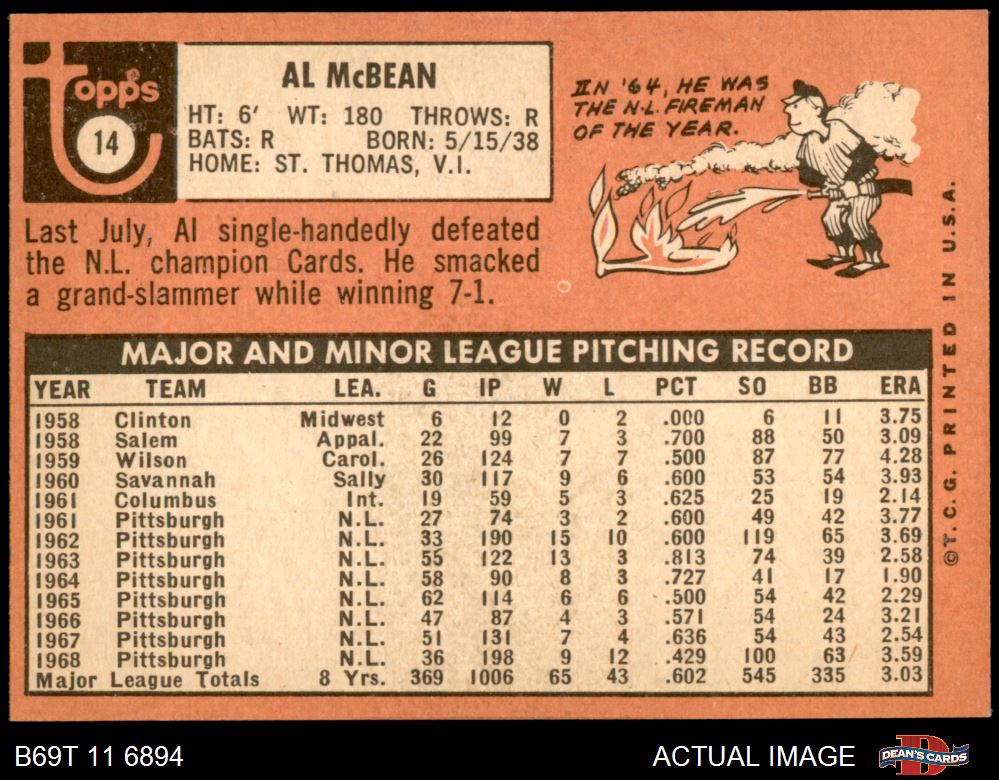 topps
14
AL McBEAN
HT: 6' WT: 180 THROWS: R
BATS: R BORN: 5/15/38
HOME: ST. THOMAS, V.I.
IN '64, HE WAS
THE N.L. FIREMAN
OF THE YEAR.
Last July, Al single-handedly defeated
the N.L. champion Cards. He smacked
a grand-slammer while winning 7-1.
MAJOR AND MINOR LEAGUE PITCHING RECORD
YEAR TEAM LEA. G IP W L PCT SO BB ERA
1958 Clinton Midwest 6 12 0 2 .000 6 11 3.75
1958 Salem Appal. 22 99 7 3 .700 88 50 3.09
1959 Wilson Carol. 26 124 7 7 .500 87 77 4.28
1960 Savannah Sally 30 117 9 6 .600 53 54 3.93
1961 Columbus Int. 19 59 5 3 .625 25 19 2.14
1961 Pittsburgh N.L. 27 74 3 2 .600 49 42 3.77
1962 Pittsburgh N.L. 33 190 15 10 .600 119 65 3.69
1963 Pittsburgh N.L. 55 122 13 3 .813 74 39 2.58
1964 Pittsburgh N.L. 58 90 8 3 .727 41 17 1.90
1965 Pittsburgh N.L. 62 114 6 6 .500 54 42 2.29
1966 Pittsburgh N.L. 47 87 4 3 .571 54 24 3.21
1967 Pittsburgh N.L. 51 131 7 4 .636 54 43 2.54
1968 Pittsburgh N.L. 36 198 9 12 .429 100 63 3.59
Major League Totals 8 Yrs. 369 1006 65 43 .602 545 335 3.03
©T.C.G. PRINTED IN U.S.A.
B69T 11 6894
ACTUAL IMAGE
DEAN'S CARDS